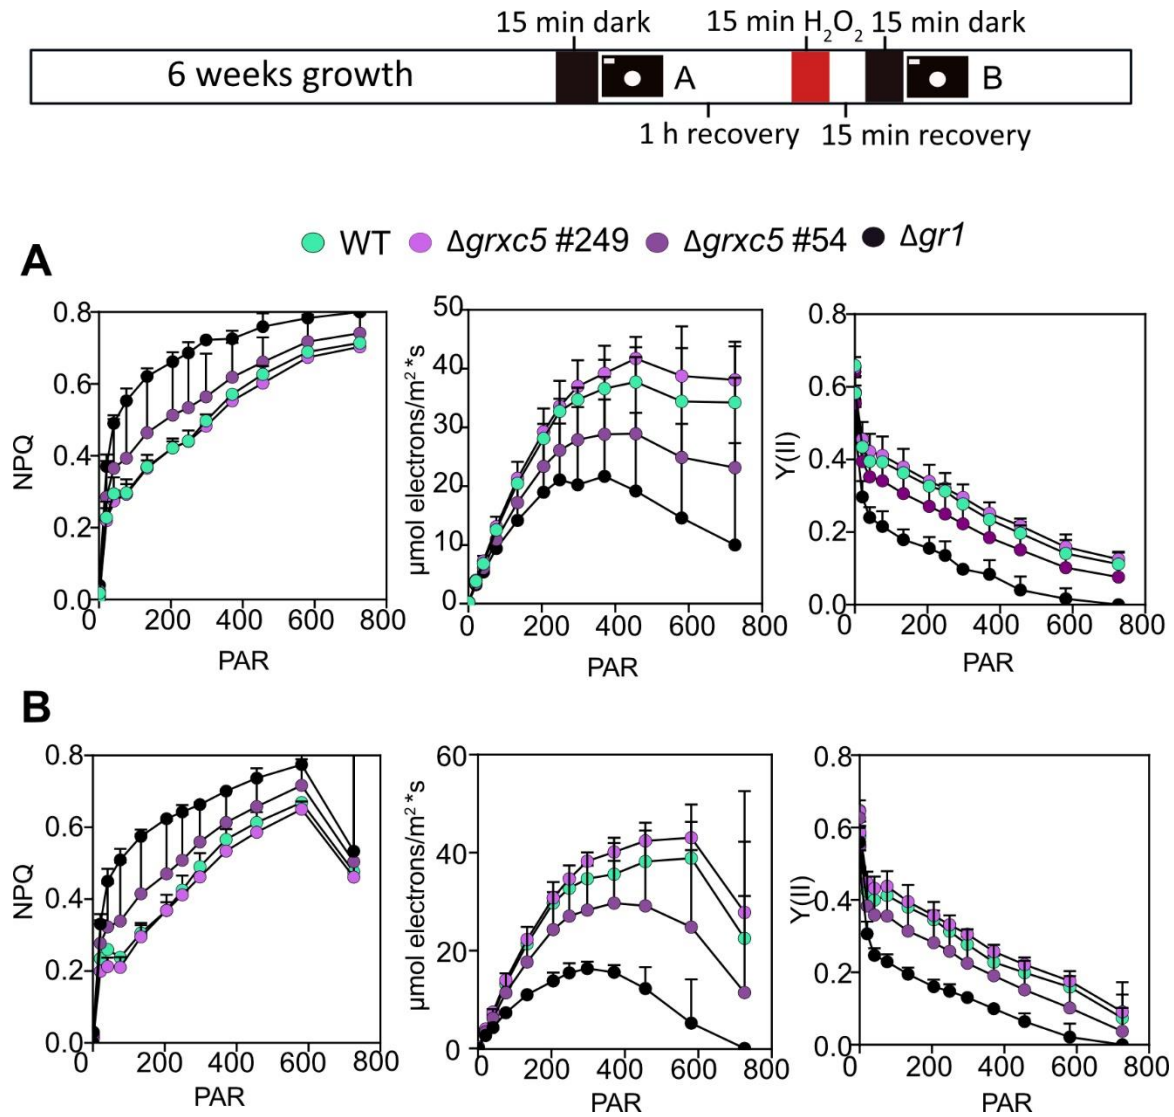 15 min dark 15 min H₂O₂ 15 min dark
6 weeks growth A B
1 h recovery 15 min recovery
WT Δgrxc5 #249 Δgrxc5 #54 Δgr1
A
NPQ
0.8
0.6
0.4
0.2
0.0
0 200 400 600 800
PAR
µmol electrons/m²*s
50
40
30
20
10
0
0 200 400 600 800
PAR
Y(II)
0.8
0.6
0.4
0.2
0.0
0 200 400 600 800
PAR
B
NPQ
0.8
0.6
0.4
0.2
0.0
0 200 400 600 800
PAR
µmol electrons/m²*s
60
40
20
0
0 200 400 600 800
PAR
Y(II)
0.8
0.6
0.4
0.2
0.0
0 200 400 600 800
PAR